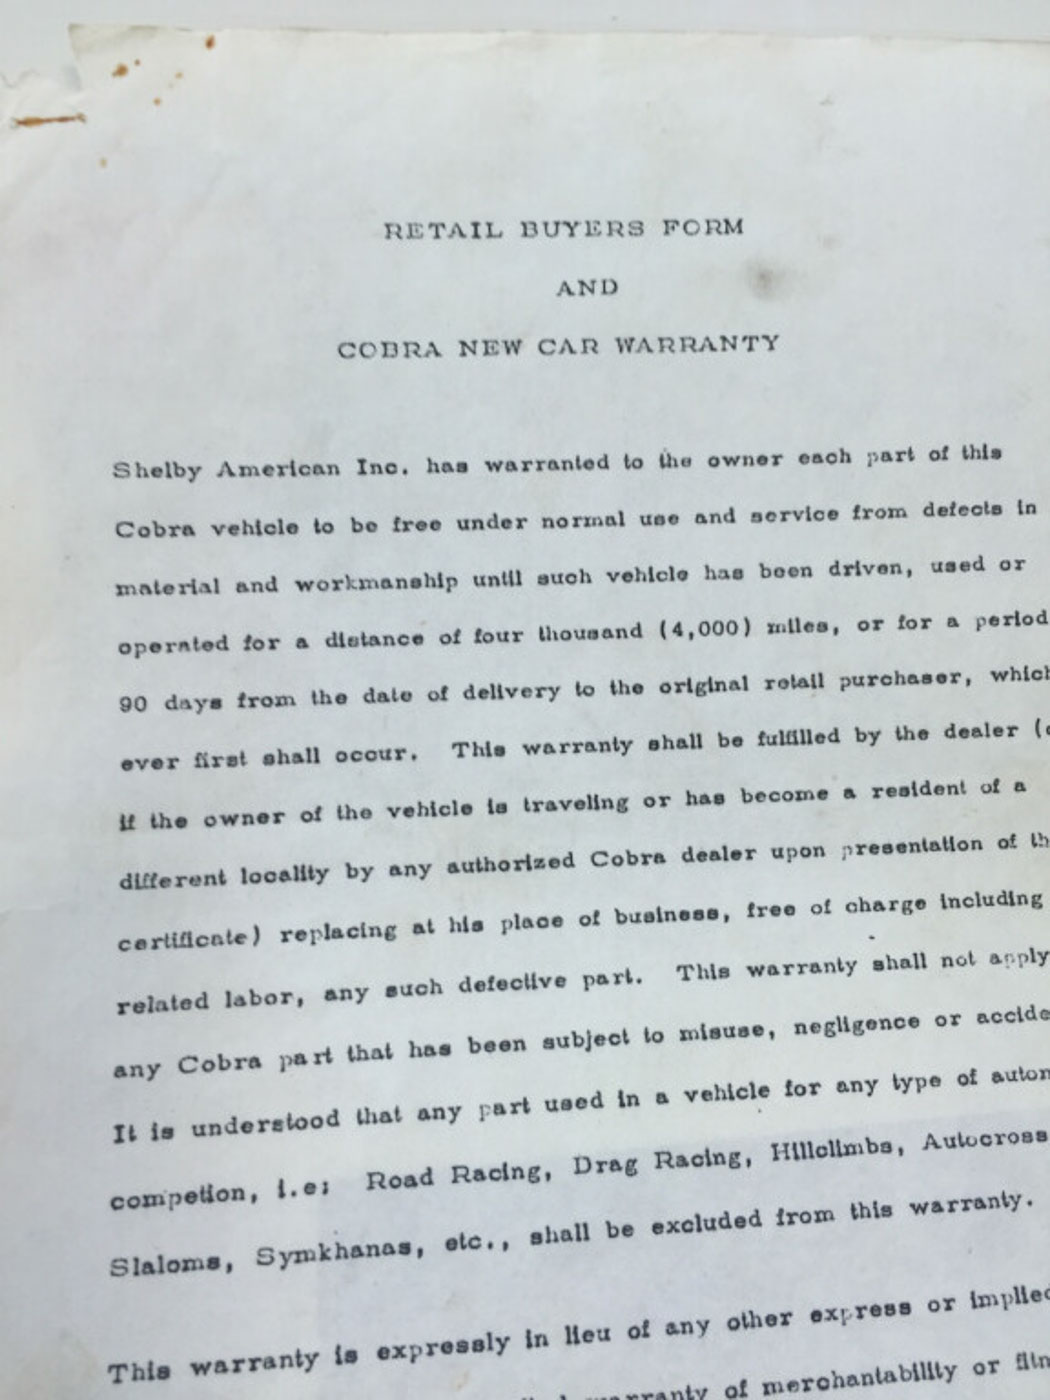 RETAIL BUYERS FORM
AND
COBRA NEW CAR WARRANTY
Shelby American Inc. has warranted to the owner each part of this
Cobra vehicle to be free under normal use and service from defects in
material and workmanship until such vehicle has been driven, used or
operated for a distance of four thousand (4,000) miles, or for a period
90 days from the date of delivery to the original retail purchaser, which
ever first shall occur. This warranty shall be fulfilled by the dealer (
if the owner of the vehicle is traveling or has become a resident of a
different locality by any authorized Cobra dealer upon presentation of th
certificate) replacing at his place of business, free of charge including
related labor, any such defective part. This warranty shall not apply
any Cobra part that has been subject to misuse, negligence or accide
It is understood that any part used in a vehicle for any type of auto
competion, i.e; Road Racing, Drag Racing, Hillclimbs, Autocross
Slaloms, Symkhanas, etc., shall be excluded from this warranty.
This warranty is expressly in lieu of any other express or implied
warranty of merchantability or fitn